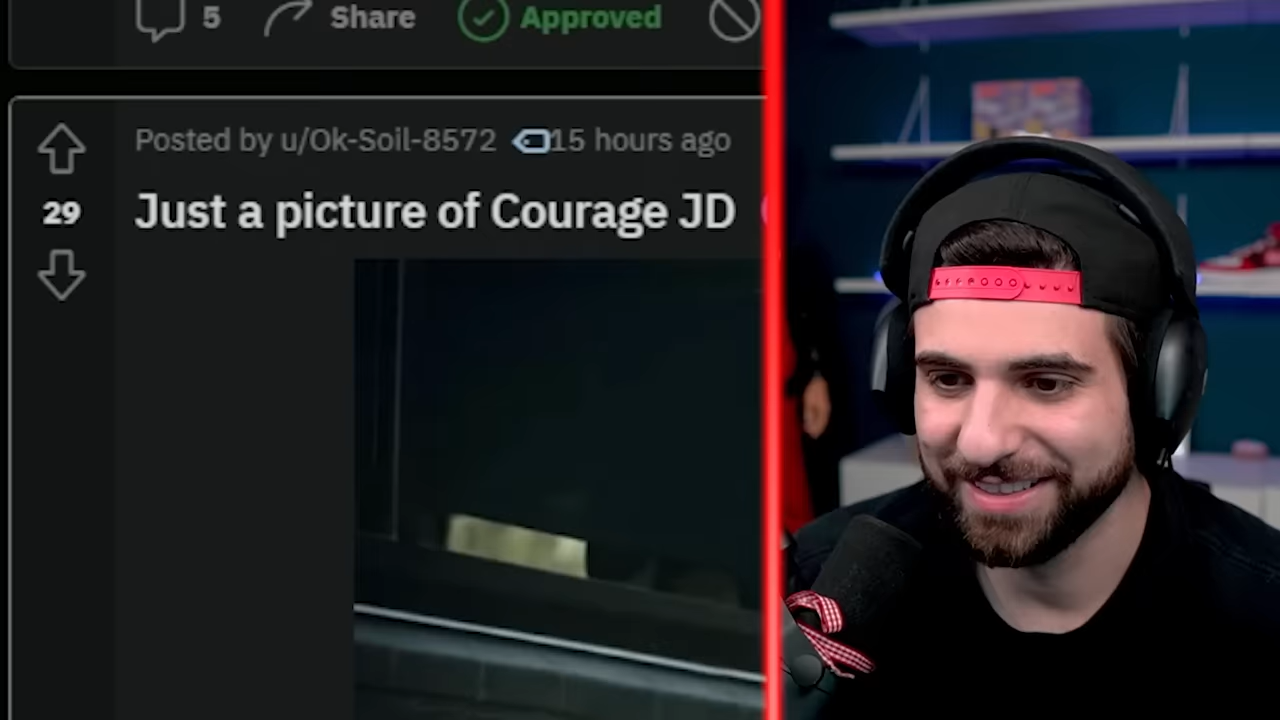 5 Share Approved
Posted by u/Ok-Soil-8572 15 hours ago
29 Just a picture of Courage JD